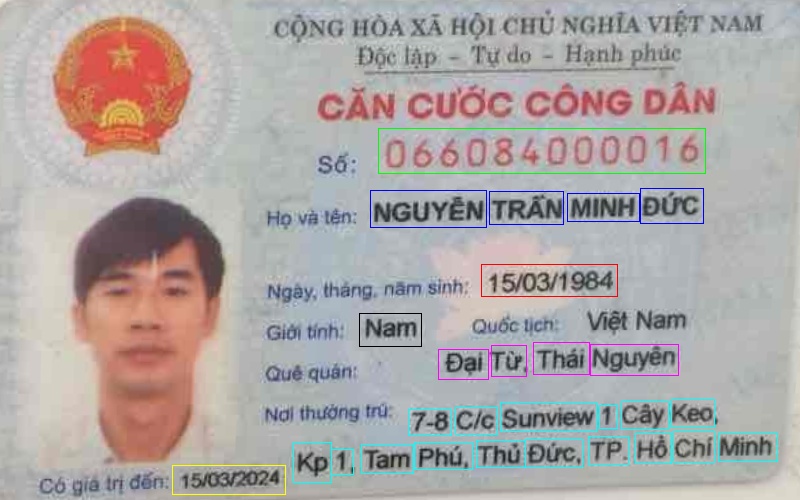 CỘNG HÒA XÃ HỘI CHỦ NGHĨA VIỆT NAM
Độc lập – Tự do – Hạnh phúc
CĂN CƯỚC CÔNG DÂN
Số: 066084000016
Họ và tên: NGUYỄN TRẤN MINH ĐỨC
Ngày, tháng, năm sinh: 15/03/1984
Giới tính: Nam Quốc tịch: Việt Nam
Quê quán: Đại Từ, Thái Nguyên
Nơi thường trú: 7-8 C/c Sunview 1 Cây Keo,
Kp 1, Tam Phú, Thủ Đức, TP. Hồ Chí Minh
Có giá trị đến: 15/03/2024